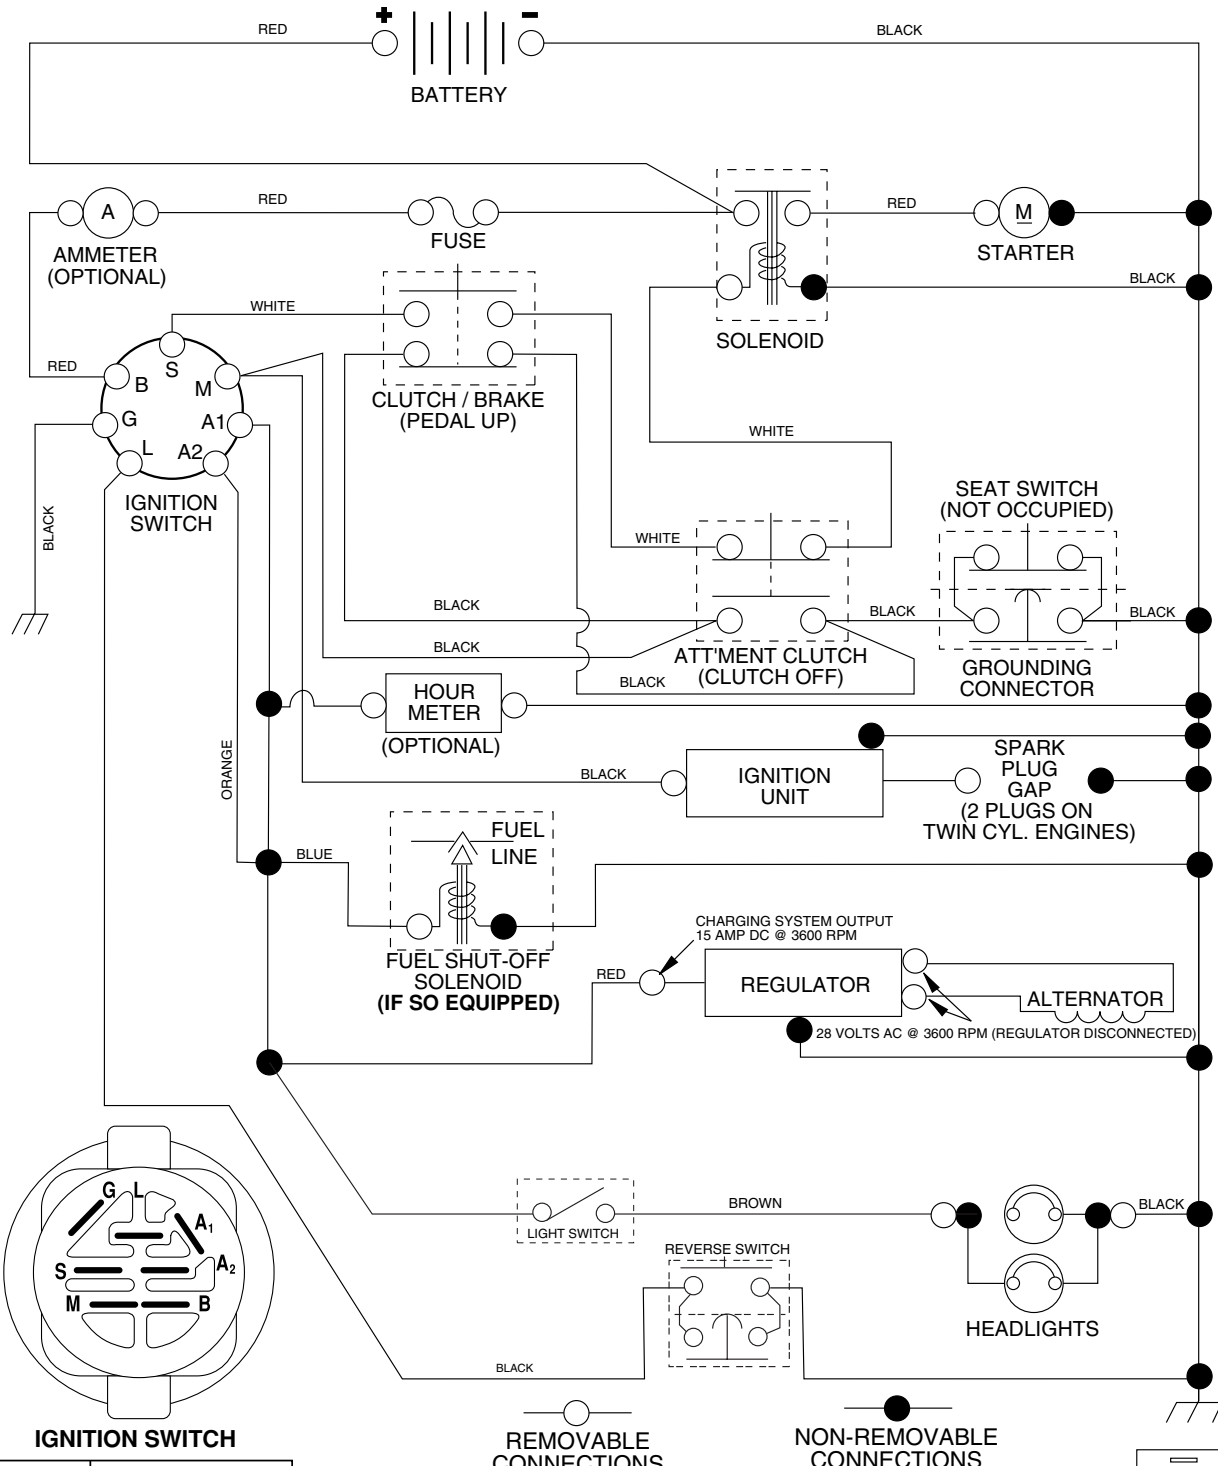 + -
RED
BLACK
BATTERY
A
RED
RED
M
FUSE
AMMETER
(OPTIONAL)
STARTER
BLACK
WHITE
SOLENOID
RED
S
B
M
CLUTCH / BRAKE
(PEDAL UP)
G
A1
L
A2
WHITE
IGNITION
SWITCH
SEAT SWITCH
(NOT OCCUPIED)
BLACK
WHITE
BLACK
BLACK
BLACK
BLACK
ATT'MENT CLUTCH
(CLUTCH OFF)
GROUNDING
CONNECTOR
BLACK
HOUR
METER
(OPTIONAL)
ORANGE
BLACK
IGNITION
UNIT
SPARK
PLUG
GAP
(2 PLUGS ON
TWIN CYL. ENGINES)
FUEL
LINE
BLUE
CHARGING SYSTEM OUTPUT
15 AMP DC @ 3600 RPM
FUEL SHUT-OFF
SOLENOID
(IF SO EQUIPPED)
RED
REGULATOR
ALTERNATOR
28 VOLTS AC @ 3600 RPM (REGULATOR DISCONNECTED)
G L
A1
A2
S
M
B
BROWN
BLACK
LIGHT SWITCH
REVERSE SWITCH
HEADLIGHTS
BLACK
IGNITION SWITCH
REMOVABLE
CONNECTIONS
NON-REMOVABLE
CONNECTIONS